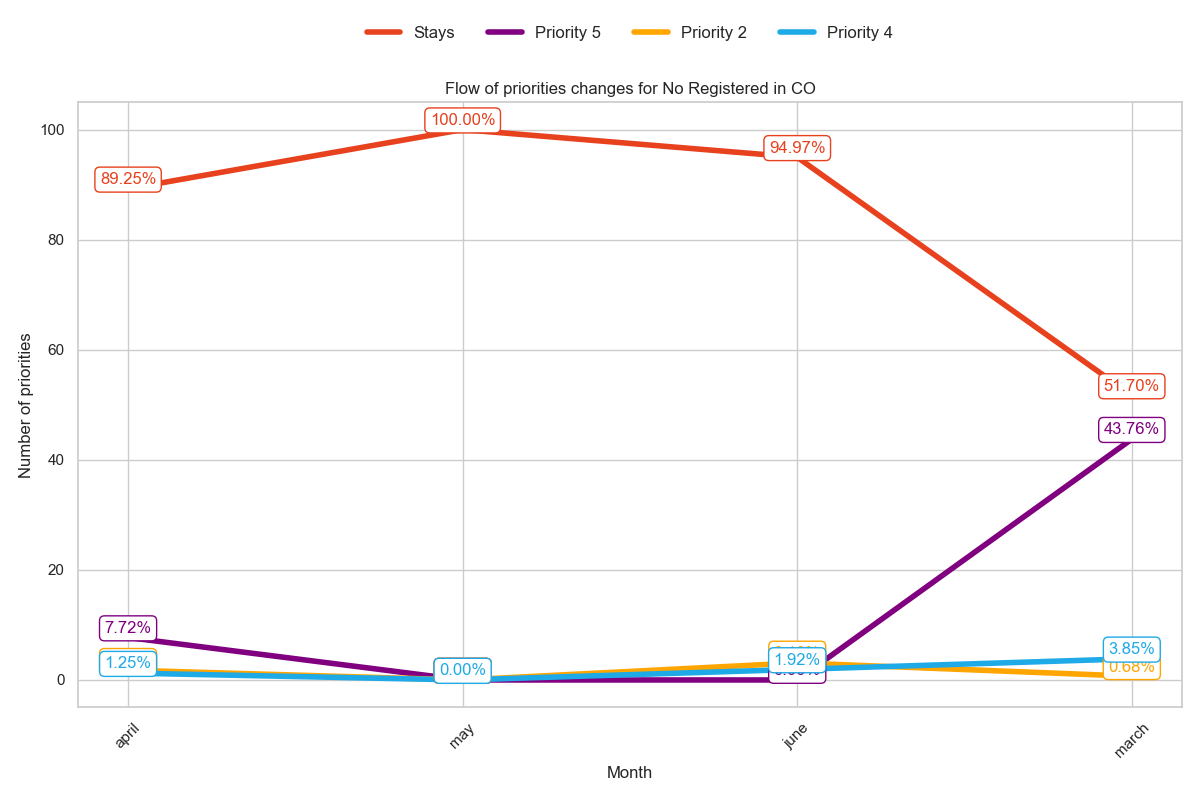 Stays Priority 5 Priority 2 Priority 4
Flow of priorities changes for No Registered in CO
100
80
60
40
20
0
Number of priorities
89.25%
100.00%
94.97%
51.70%
43.76%
7.72%
1.25%
0.00%
1.92%
3.85%
0.68%
april
may
june
march
Month